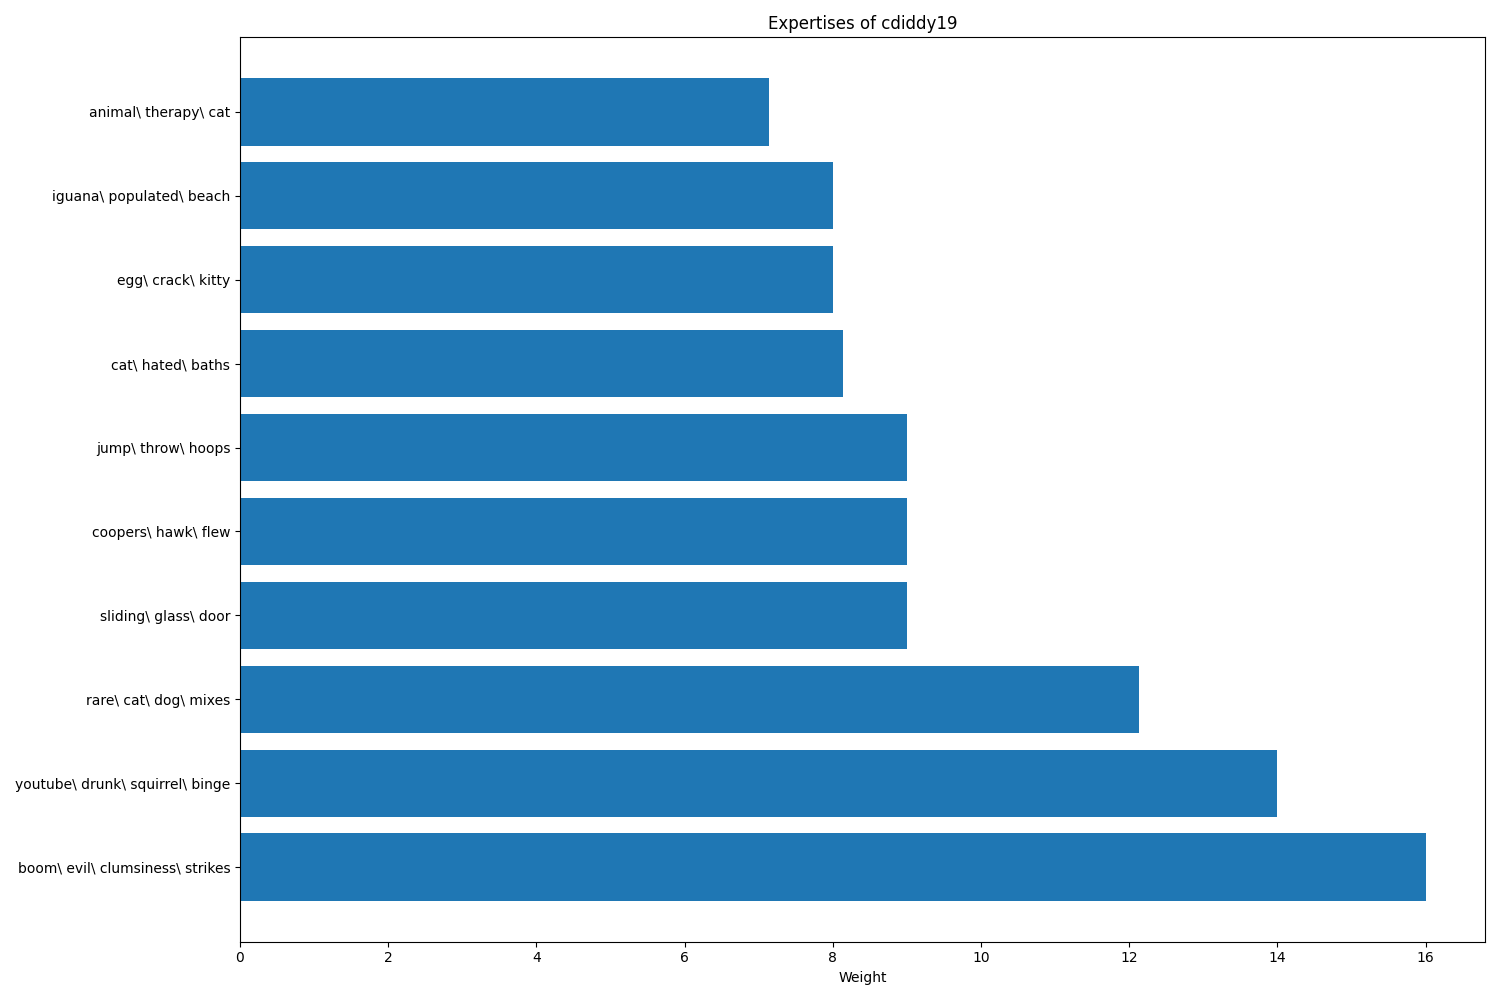 Expertises of cdiddy19
animal\ therapy\ cat
iguana\ populated\ beach
egg\ crack\ kitty
cat\ hated\ baths
jump\ throw\ hoops
coopers\ hawk\ flew
sliding\ glass\ door
rare\ cat\ dog\ mixes
youtube\ drunk\ squirrel\ binge
boom\ evil\ clumsiness\ strikes
0 2 4 6 8 10 12 14 16
Weight